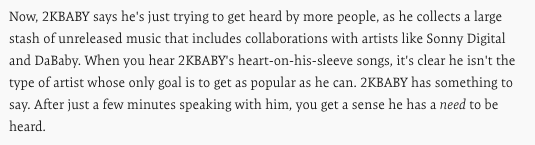 Now, 2KBABY says he's just trying to get heard by more people, as he collects a large
stash of unreleased music that includes collaborations with artists like Sonny Digital
and DaBaby. When you hear 2KBABY's heart-on-his-sleeve songs, it's clear he isn't the
type of artist whose only goal is to get as popular as he can. 2KBABY has something to
say. After just a few minutes speaking with him, you get a sense he has a need to be
heard.